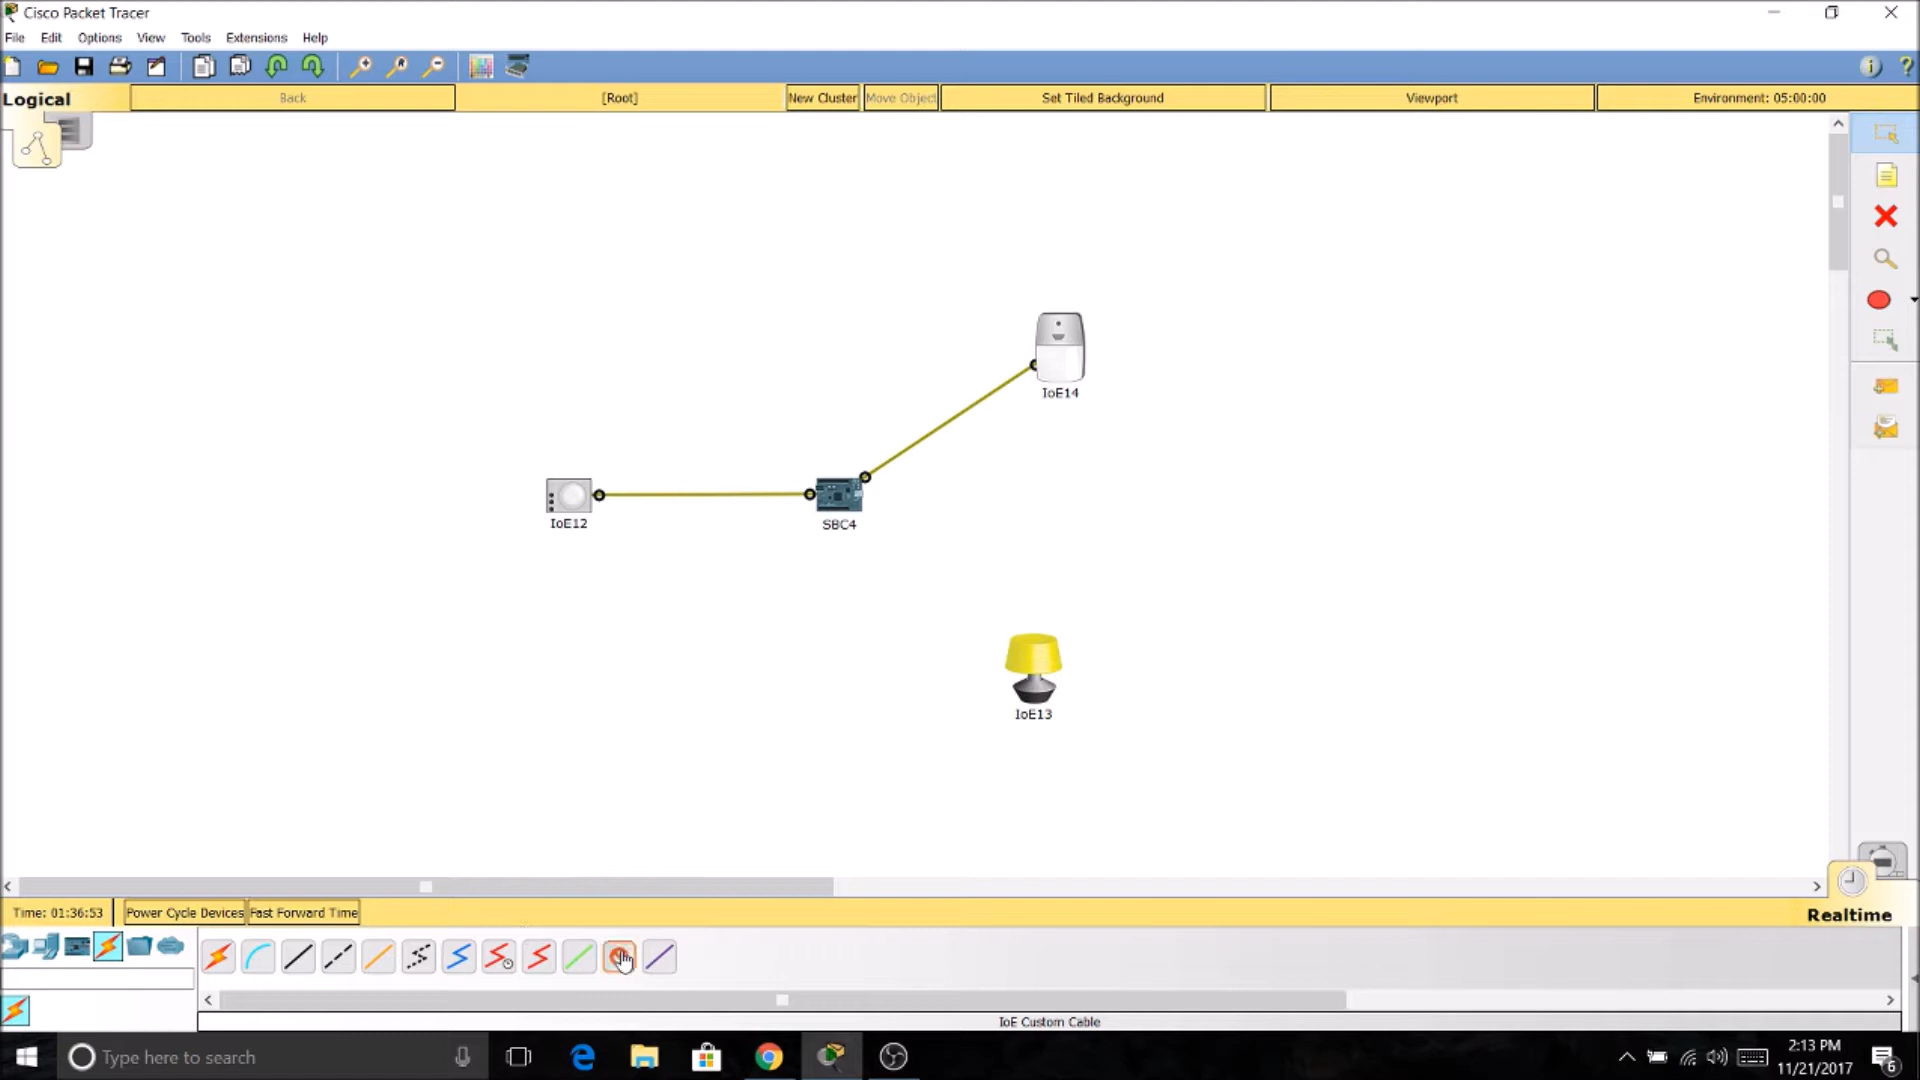 Cisco Packet Tracer
File Edit Options View Tools Extensions Help
Logical Back [Root] New Cluster Move Object Set Tiled Background Viewport Environment: 05:00:00
IoE14
IoE12
SBC4
IoE13
Time: 01:36:53 Power Cycle Devices Fast Forward Time
Realtime
IoE Custom Cable
Type here to search
2:13 PM
11/21/2017
6